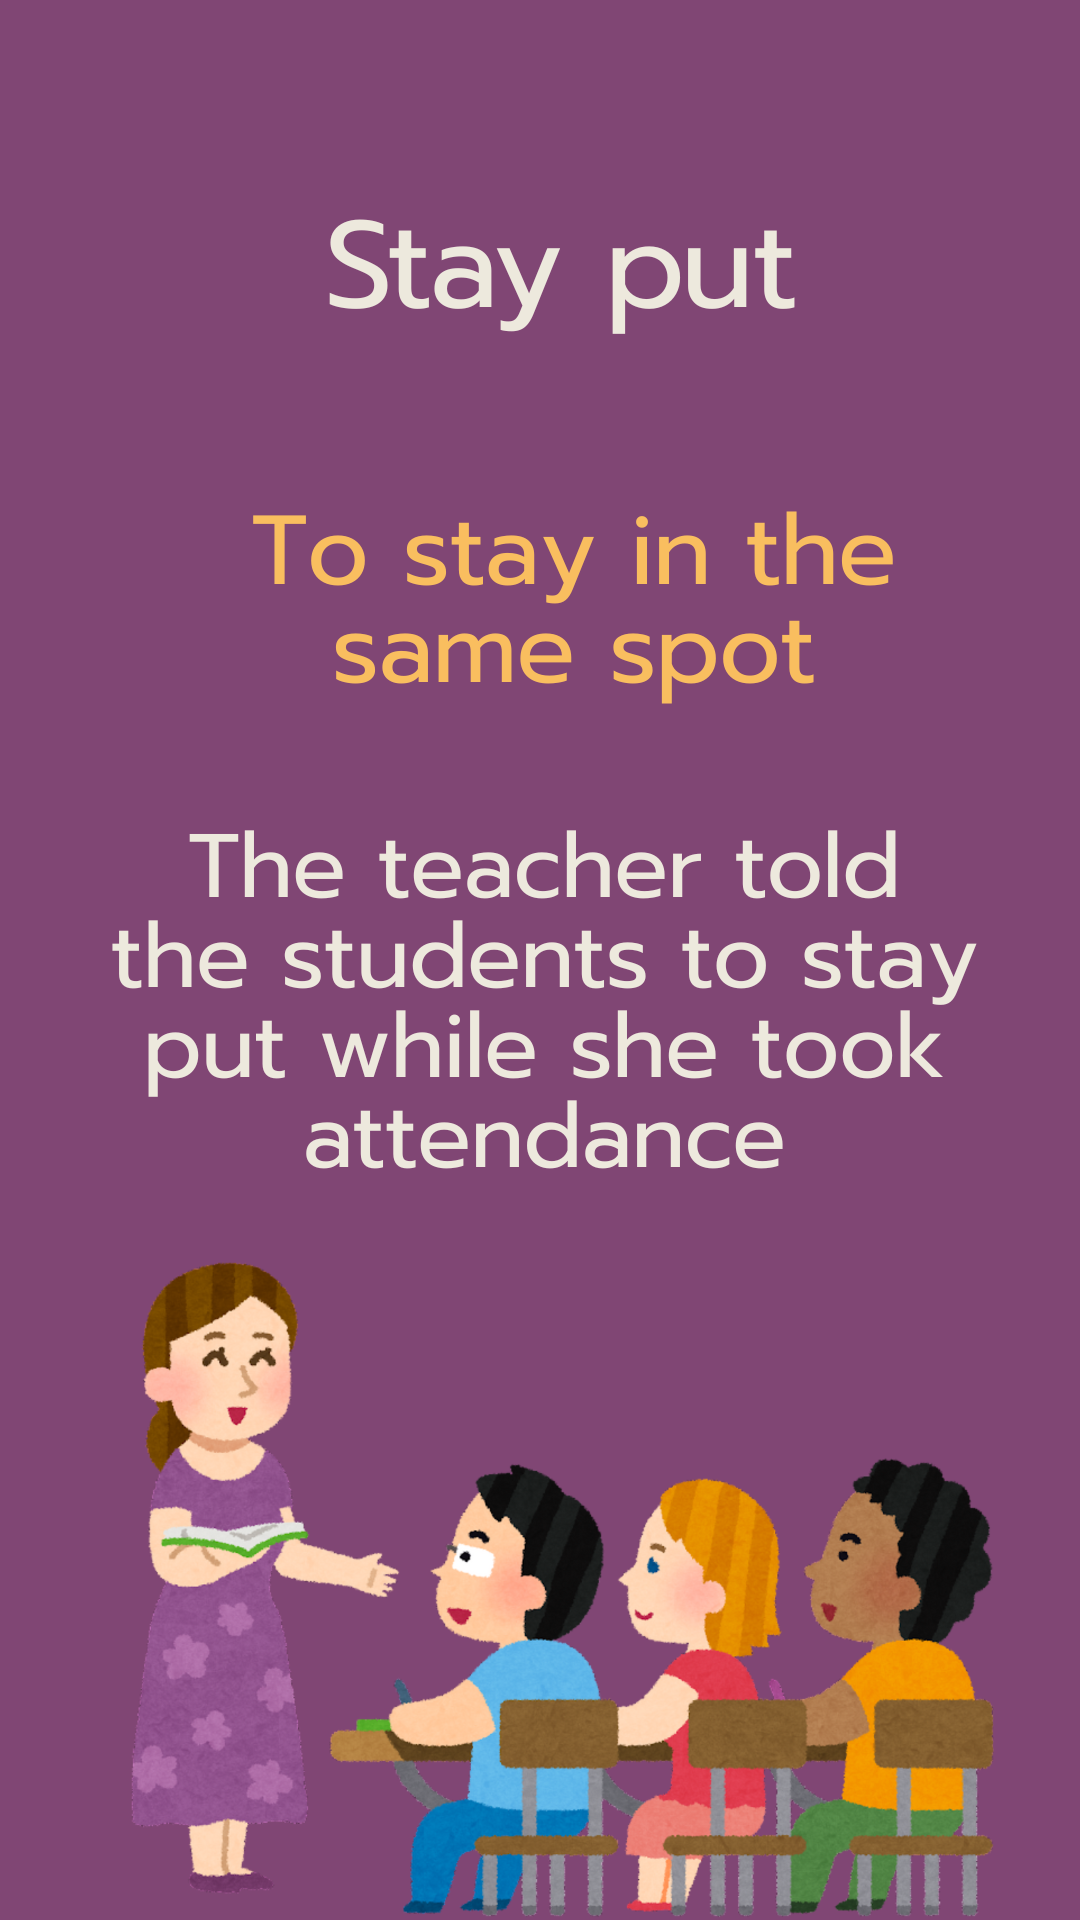 Stay put
To stay in the
same spot
The teacher told
the students to stay
put while she took
attendance